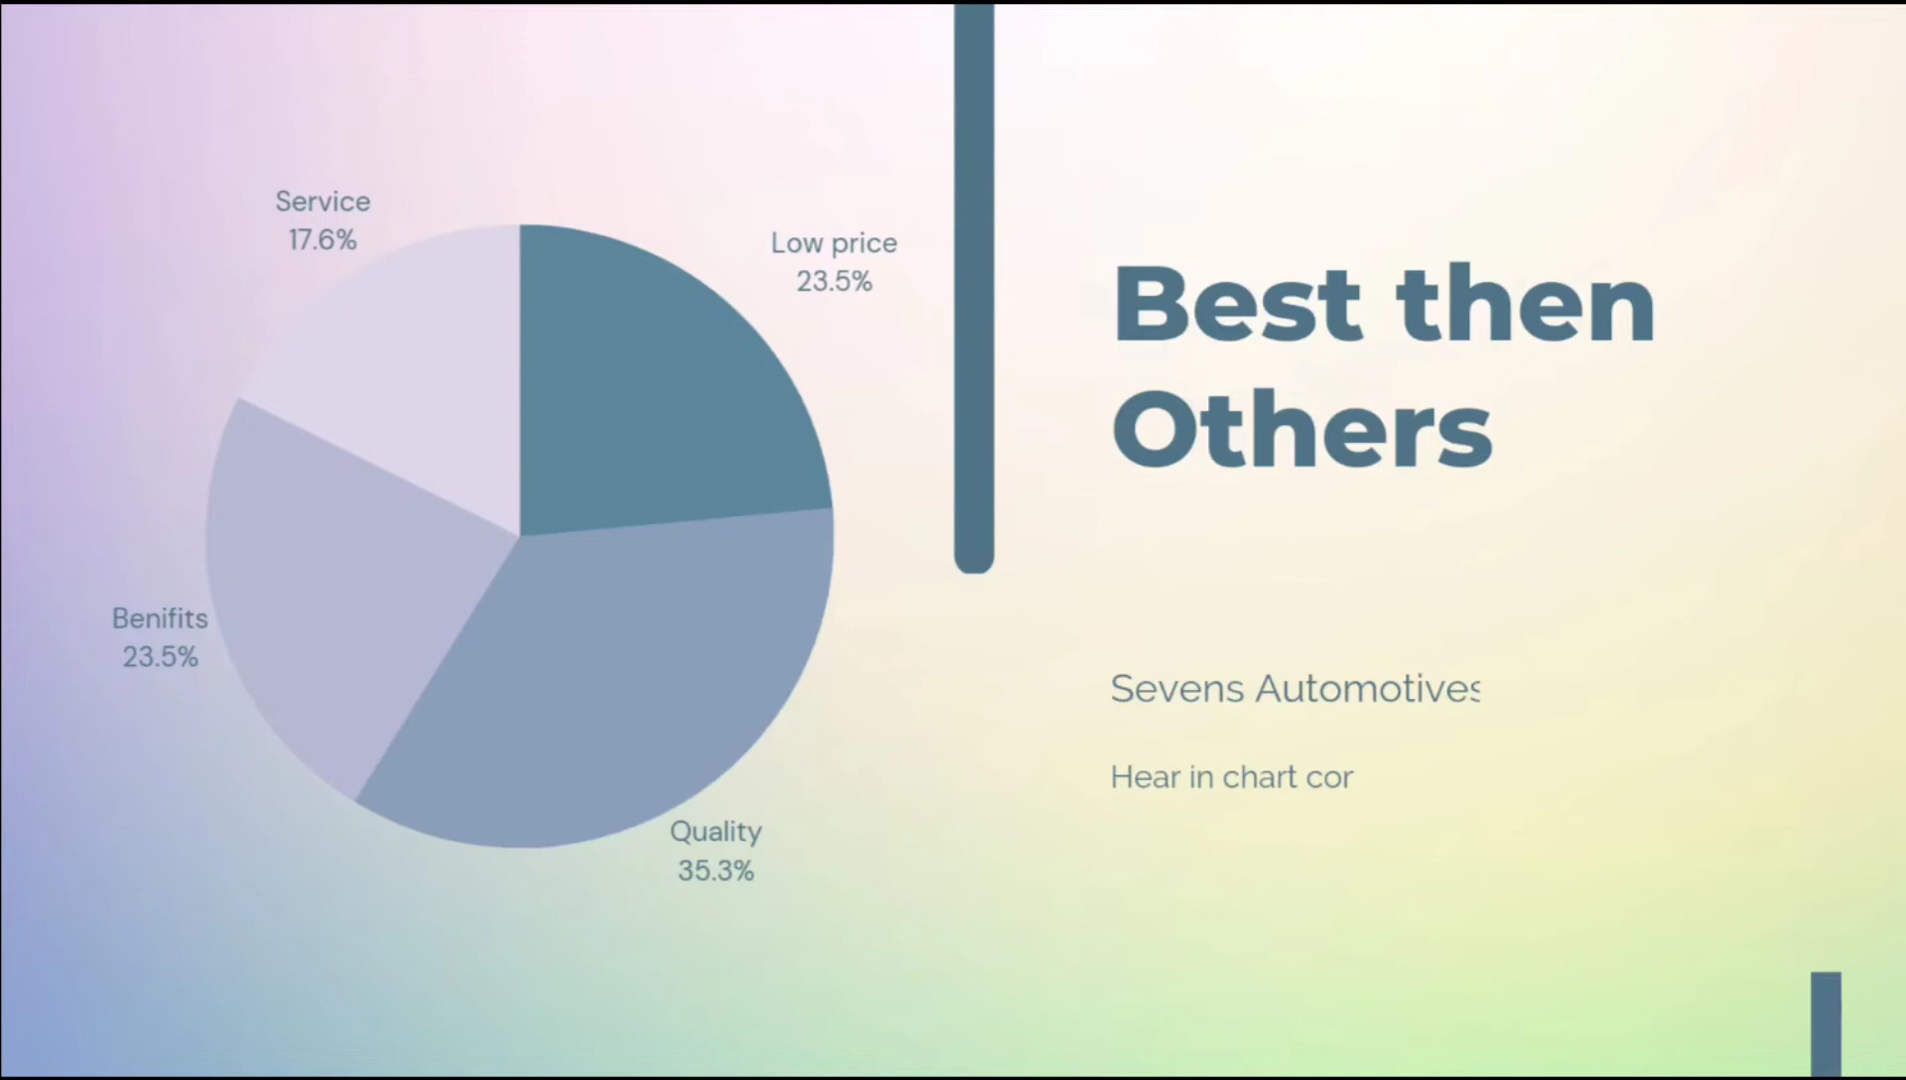 Service
17.6%
Low price
23.5%
Benifits
23.5%
Quality
35.3%
Best then
Others
Sevens Automotives
Hear in chart cor